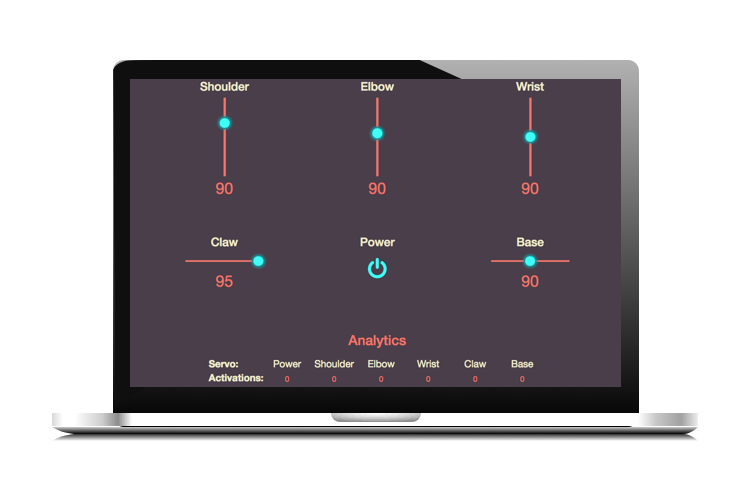 Shoulder Elbow Wrist
90 90 90
Claw Power Base
95 90
Analytics
Servo: Power Shoulder Elbow Wrist Claw Base
Activations: 0 0 0 0 0 0